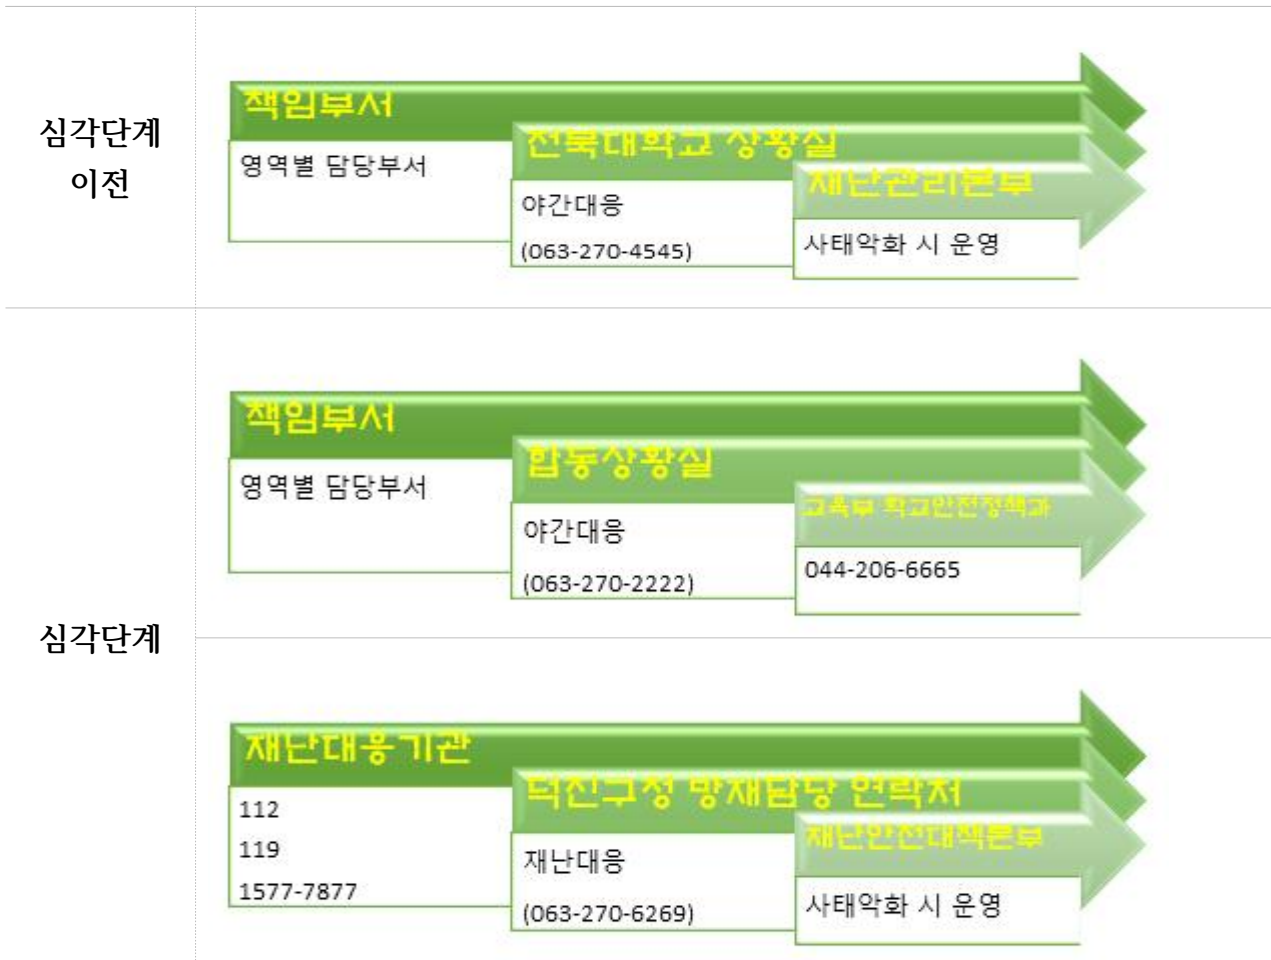 심각단계
이전
책임부서
영역별 담당부서
전북대학교 상황실
야간대응
(063-270-4545)
재난관리본부
사태악화 시 운영
심각단계
책임부서
영역별 담당부서
합동상황실
야간대응
(063-270-2222)
교육부 학교안전정책과
044-206-6665
재난대응기관
112
119
1577-7877
덕진구청 방재담당 연락처
재난대응
(063-270-6269)
재난안전대책본부
사태악화 시 운영